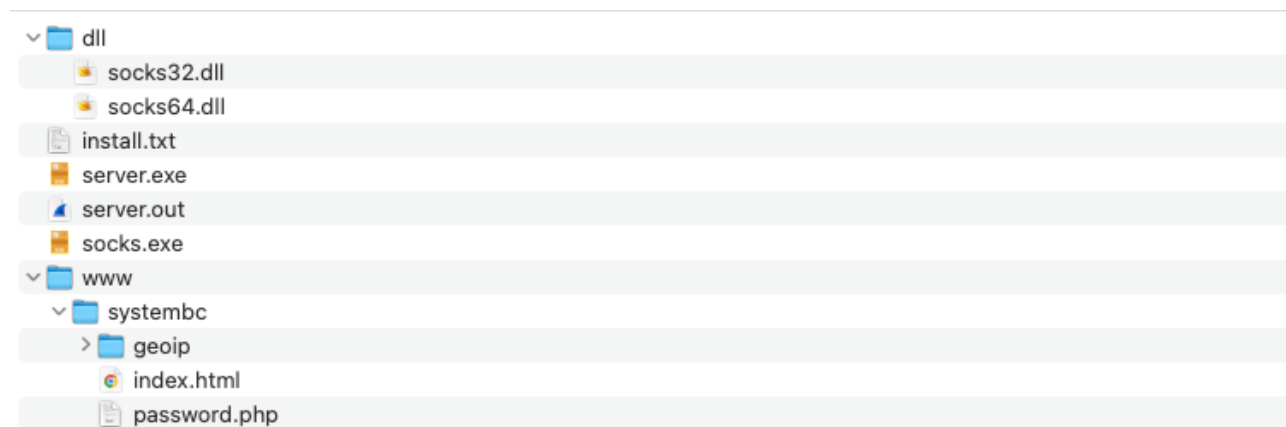 dll
socks32.dll
socks64.dll
install.txt
server.exe
server.out
socks.exe
www
systembc
geoip
index.html
password.php